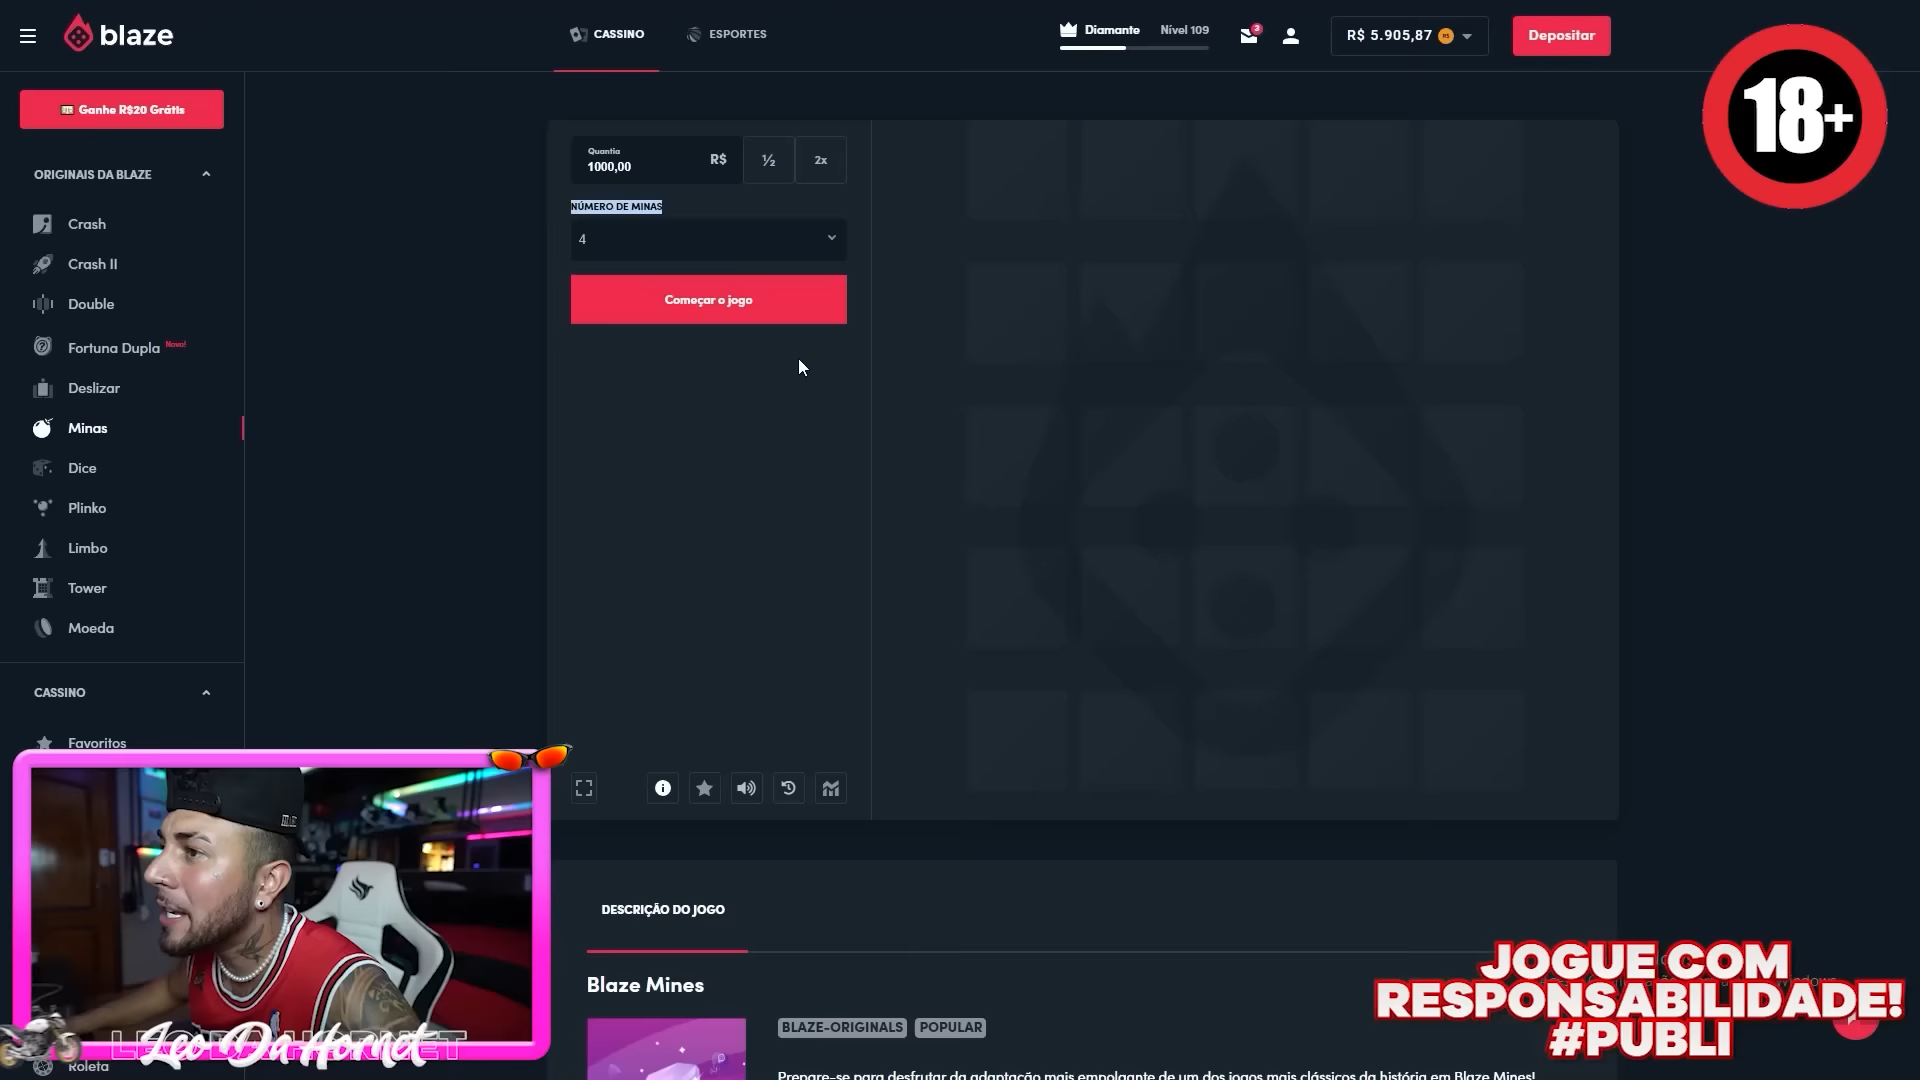 blaze
CASSINO
ESPORTES
Diamante
Nível 109
3
R$ 5.905,87
R$
Depositar
18+
Ganhe R$20 Grátis
ORIGINAIS DA BLAZE
Crash
Crash II
Double
Fortuna Dupla Novo!
Deslizar
Minas
Dice
Plinko
Limbo
Tower
Moeda
CASSINO
Favoritos
Roleta
Quantia
1000,00
R$
½
2x
NÚMERO DE MINAS
4
Começar o jogo
DESCRIÇÃO DO JOGO
Blaze Mines
BLAZE-ORIGINALS
POPULAR
Prepare-se para desfrutar da adaptação mais empolgante de um dos jogos mais clássicos da história em Blaze Mines!
Leo Da Hornet
JOGUE COM
RESPONSABILIDADE!
#PUBLI